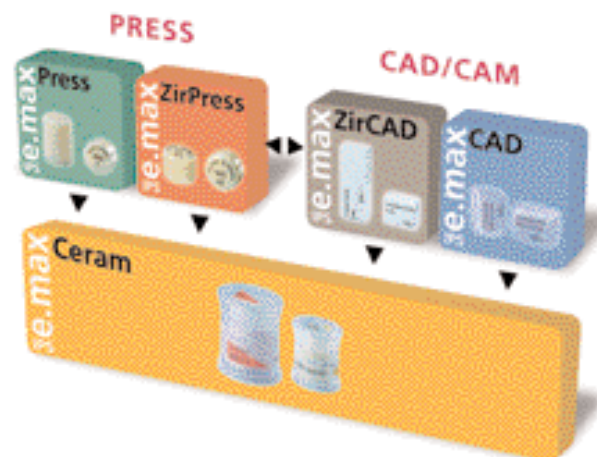 PRESS
CAD/CAM
e.max
Press
e.max
ZirPress
e.max
ZirCAD
e.max
CAD
e.max
Ceram